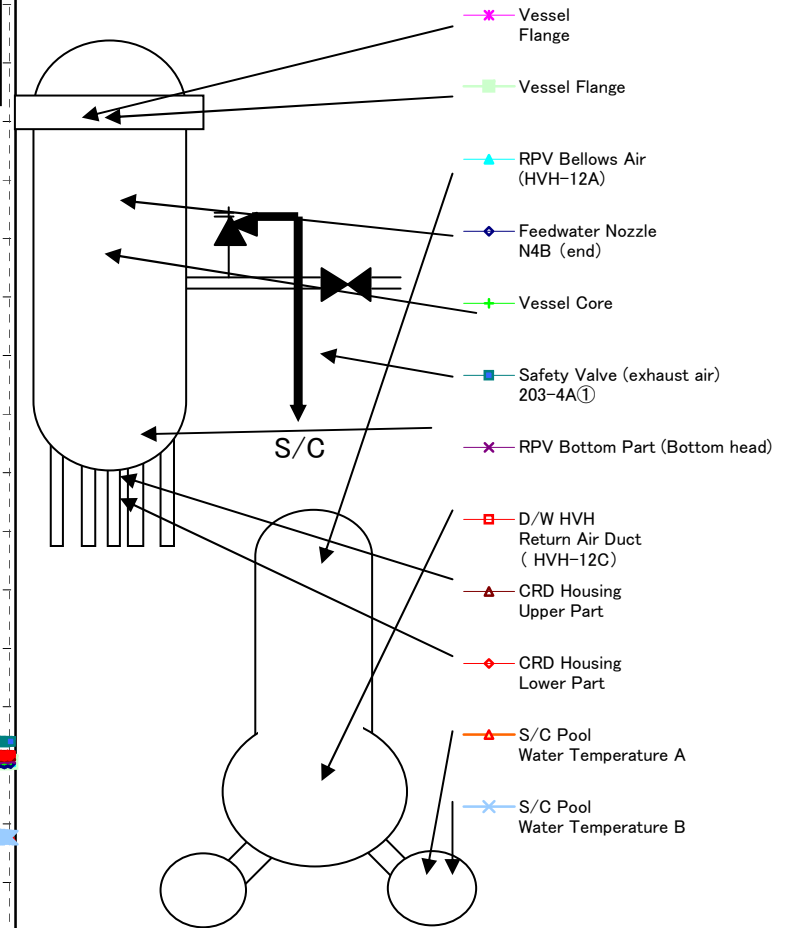 Vessel
Flange
Vessel Flange
RPV Bellows Air
(HVH-12A)
Feedwater Nozzle
N4B (end)
Vessel Core
Safety Valve (exhaust air)
203-4A①
S/C
RPV Bottom Part (Bottom head)
D/W HVH
Return Air Duct
( HVH-12C)
CRD Housing
Upper Part
CRD Housing
Lower Part
S/C Pool
Water Temperature A
S/C Pool
Water Temperature B